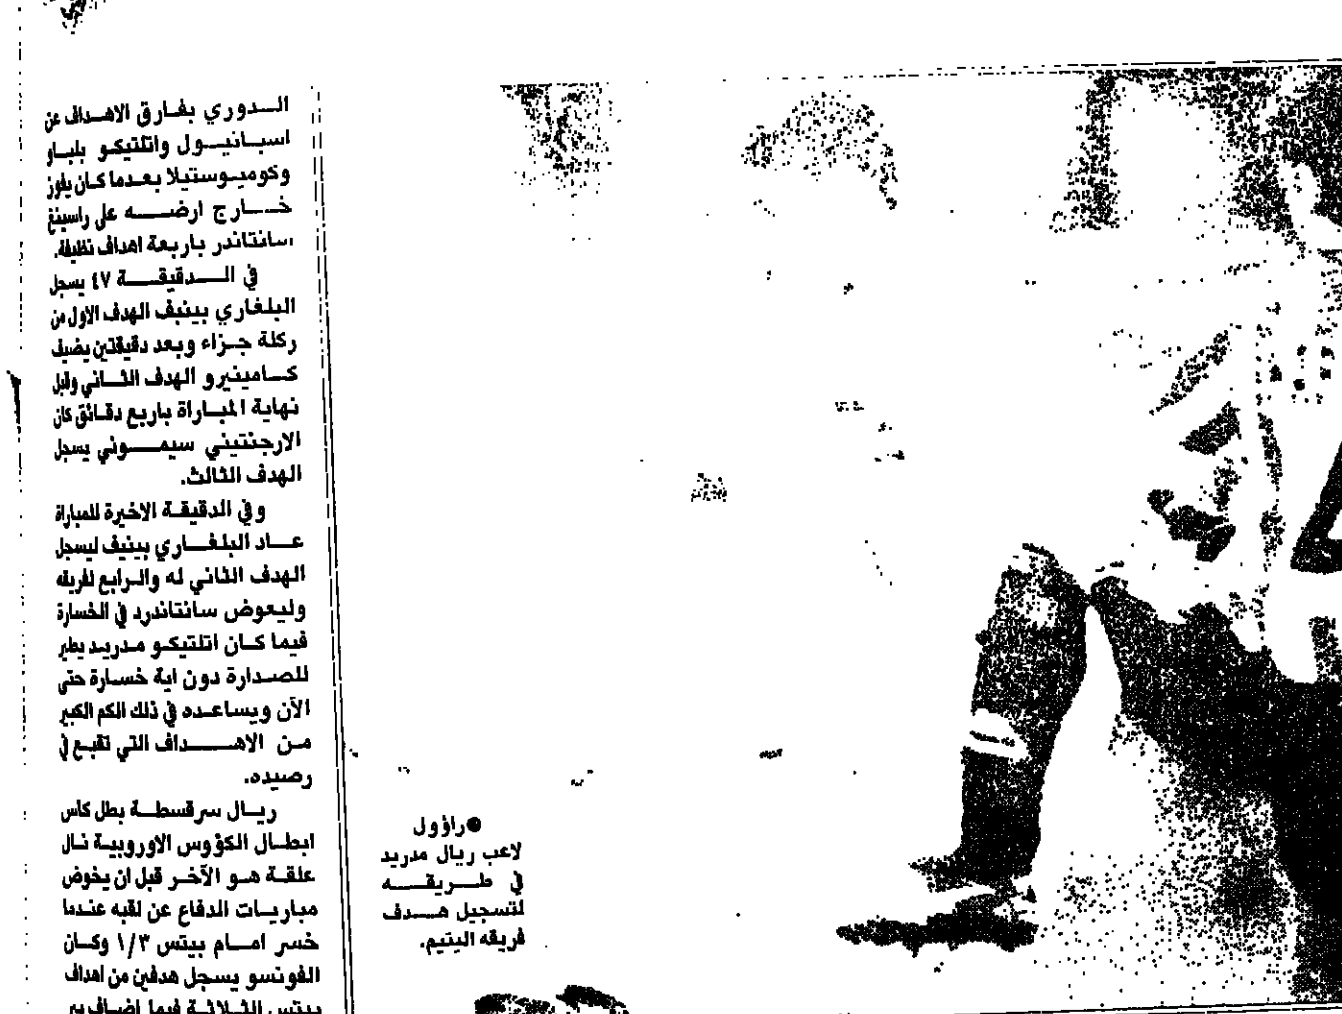 الدوري بفارق الاهداف عن
اسبانيول واتلتيكو بلباو
وكومبوستيلا بعدما كان يفوز
خارج ارضه على راسينغ
سانتاندر باربعة اهداف نظيفة.
في الدقيقة ٤٧ يسجل
البلغاري بينيف الهدف الاول من
ركلة جزاء وبعد دقيقتين يضيف
كامينيرو الهدف الثاني وقبل
نهاية المباراة باربع دقائق كان
الارجنتيني سيموني يسجل
الهدف الثالث.
وفي الدقيقة الاخيرة للمباراة
عاد البلغاري بينيف ليسجل
الهدف الثاني له والرابع لفريقه
وليعوض سانتاندرد في الخسارة
فيما كان اتلتيكو مدريد يطير
للصدارة دون اية خسارة حتى
الآن ويساعده في ذلك الكم الكبير
من الاهداف التي تقبع في
رصيده.
ريال سرقسطة بطل كأس
ابطال الكؤوس الاوروبية نال
علقة هو الآخر قبل ان يخوض
مباريات الدفاع عن لقبه عندما
خسر امام بيتس ١/٣ وكان
الفونسو يسجل هدفين من اهداف
بيتس الثلاثة فيما اضاف
●راؤول
لاعب ريال مدريد
في طريقه
لتسجيل هدف
فريقه اليتيم.